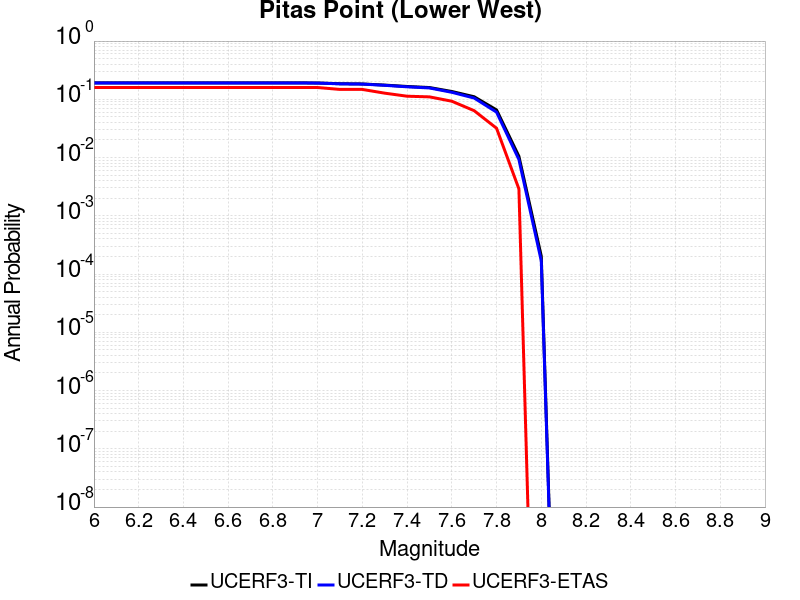 Pitas Point (Lower West)
Annual Probability
10^0
10^-1
10^-2
10^-3
10^-4
10^-5
10^-6
10^-7
10^-8
6 6.2 6.4 6.6 6.8 7 7.2 7.4 7.6 7.8 8 8.2 8.4 8.6 8.8 9
Magnitude
UCERF3-TI UCERF3-TD UCERF3-ETAS